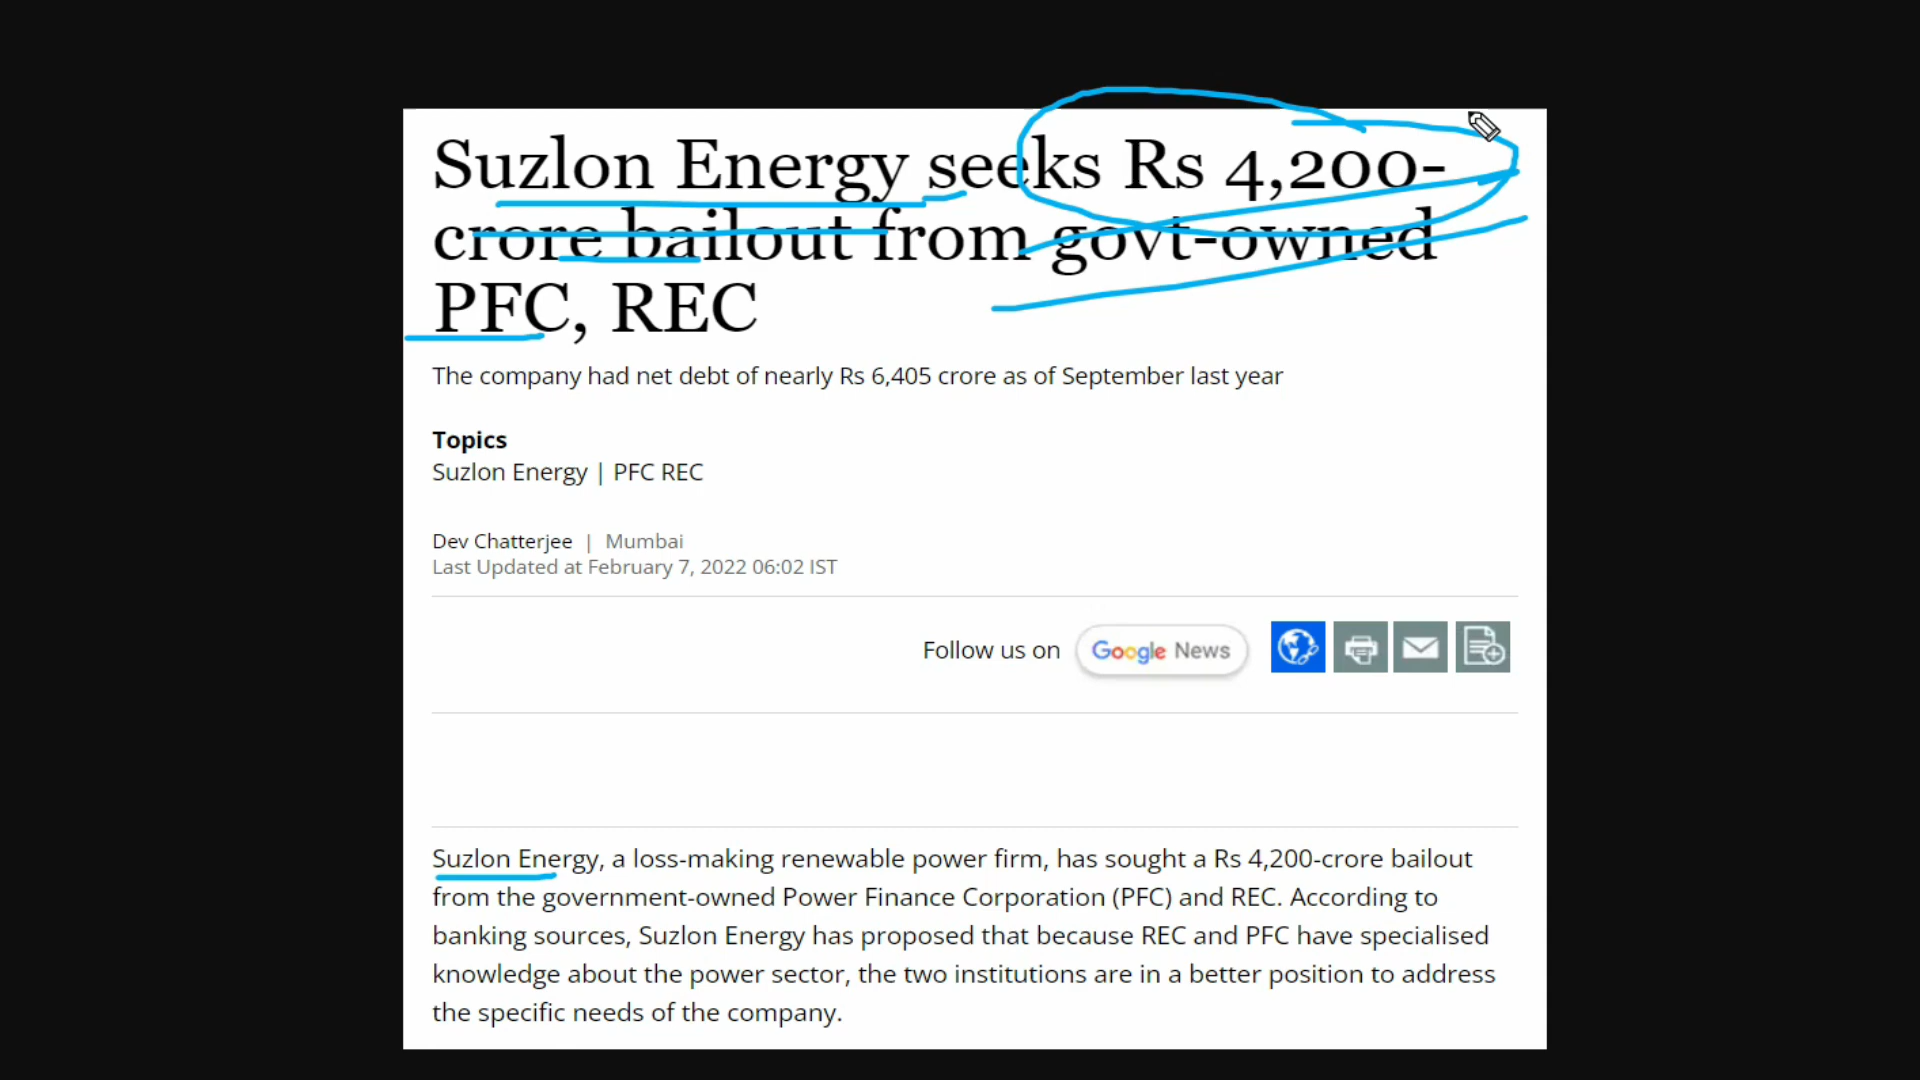 Suzlon Energy seeks Rs 4,200-
crore bailout from govt-owned
PFC, REC
The company had net debt of nearly Rs 6,405 crore as of September last year
Topics
Suzlon Energy | PFC REC
Dev Chatterjee | Mumbai
Last Updated at February 7, 2022 06:02 IST
Follow us on Google News
Suzlon Energy, a loss-making renewable power firm, has sought a Rs 4,200-crore bailout
from the government-owned Power Finance Corporation (PFC) and REC. According to
banking sources, Suzlon Energy has proposed that because REC and PFC have specialised
knowledge about the power sector, the two institutions are in a better position to address
the specific needs of the company.